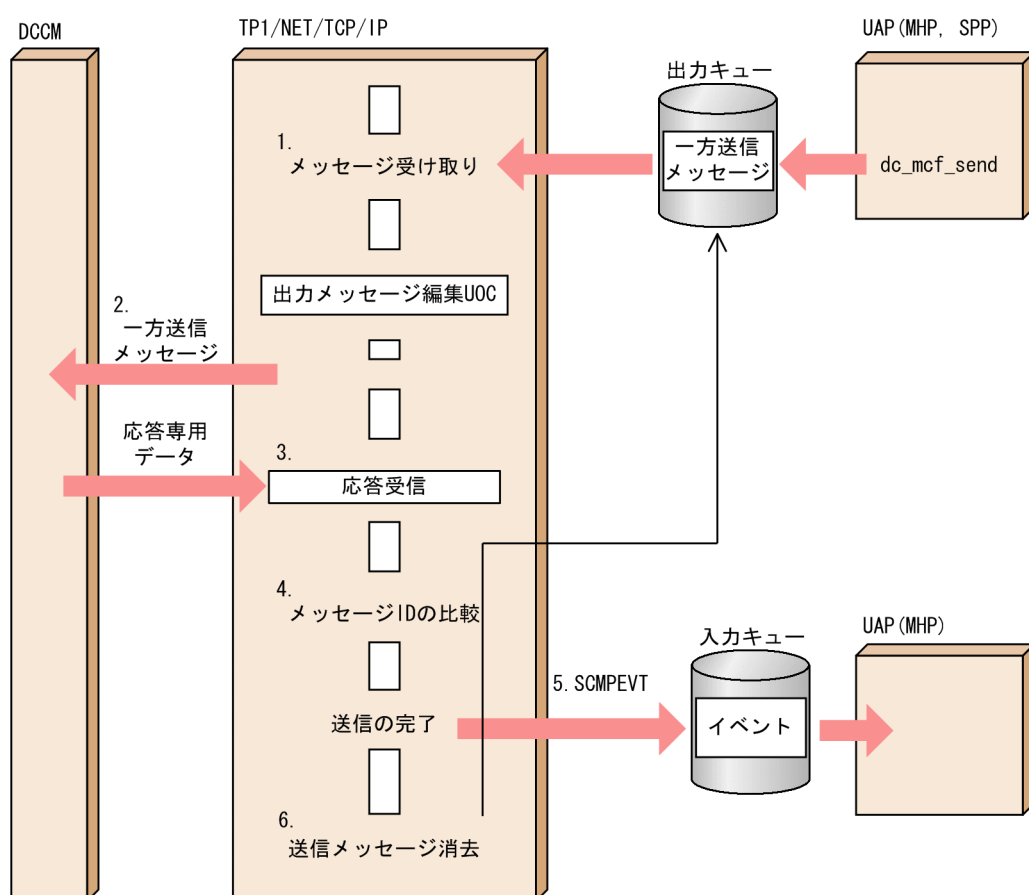 DCCM
TP1/NET/TCP/IP
UAP(MHP, SPP)
出力キュー
1.
メッセージ受け取り
一方送信
メッセージ
dc_mcf_send
出力メッセージ編集UOC
2.
一方送信
メッセージ
応答専用
データ
3.
応答受信
4.
メッセージIDの比較
入力キュー
UAP(MHP)
5.SCMPEVT
送信の完了
イベント
6.
送信メッセージ消去